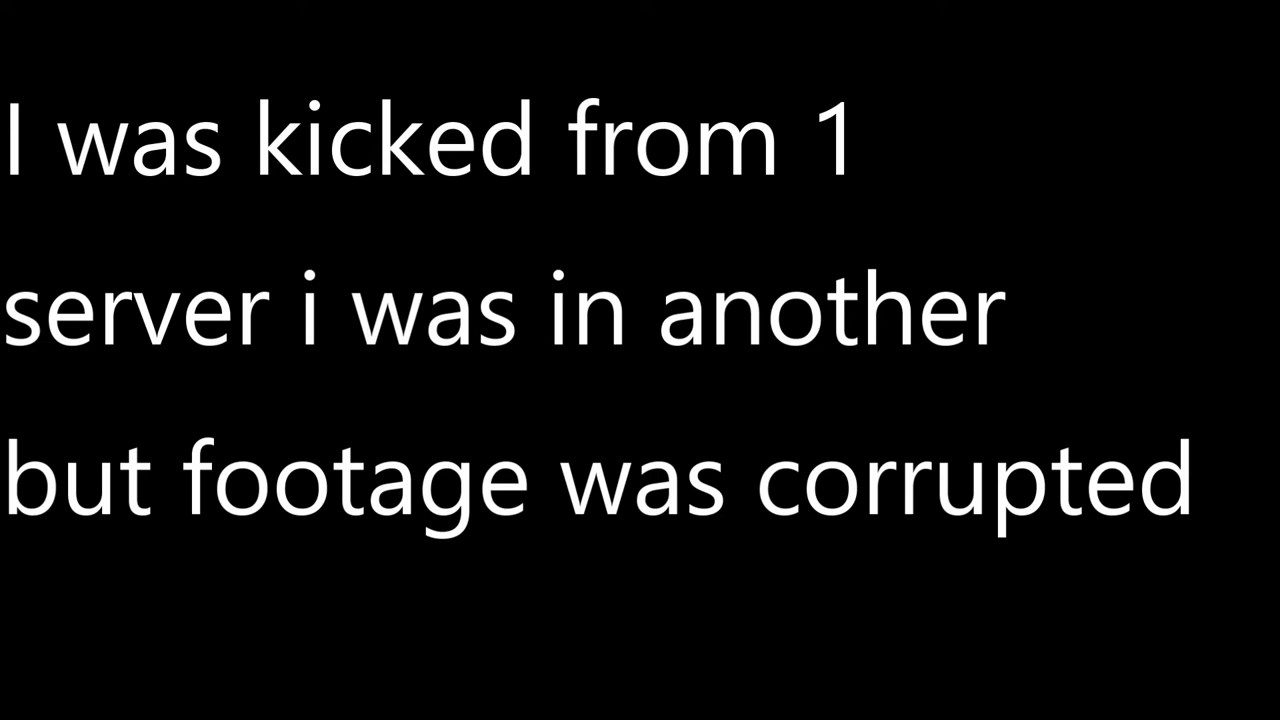 I was kicked from 1
server i was in another
but footage was corrupted